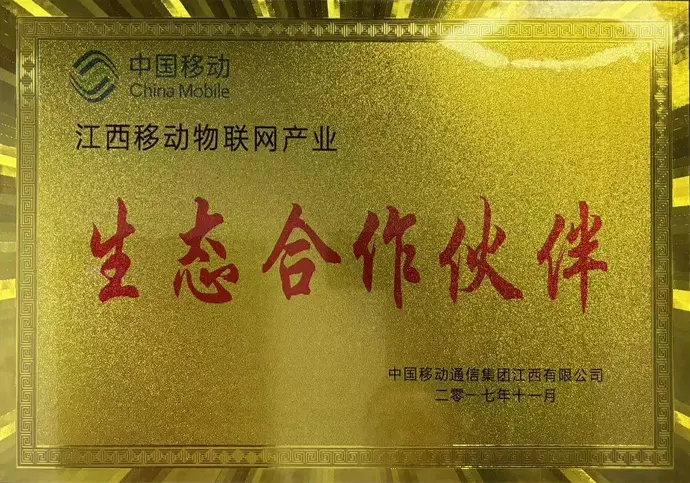 中国移动
China Mobile
江西移动物联网产业
生态合作伙伴
中国移动通信集团江西有限公司
二零一七年十一月